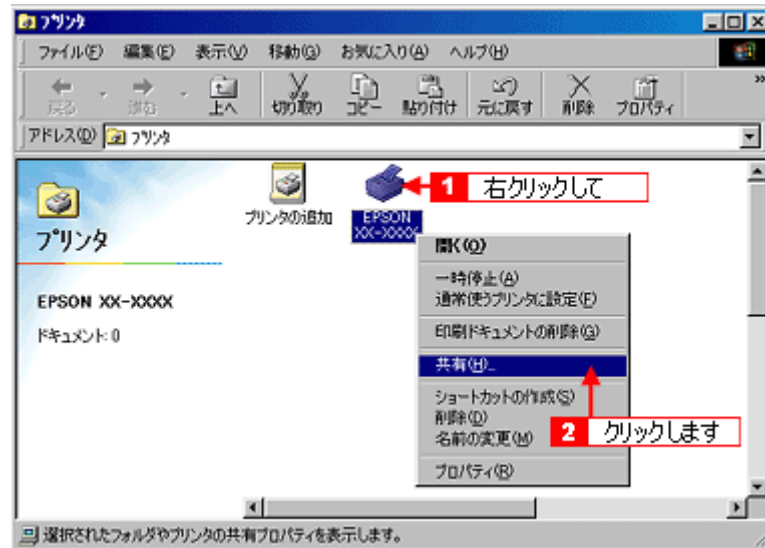 プリンタ
ファイル(F) 編集(E) 表示(V) 移動(G) お気に入り(A) ヘルプ(H)
戻る 進む 上へ 切り取り コピー 貼り付け 元に戻す 削除 プロパティ »
アドレス(D) プリンタ
プリンタ
EPSON XX-XXXX
ドキュメント: 0
プリンタの追加
EPSON
XX-XXXX
1 右クリックして
開く(O)
一時停止(A)
通常使うプリンタに設定(F)
印刷ドキュメントの削除(G)
共有(H)...
ショートカットの作成(S)
削除(D)
名前の変更(M)
2 クリックします
プロパティ(R)
選択されたフォルダやプリンタの共有プロパティを表示します。